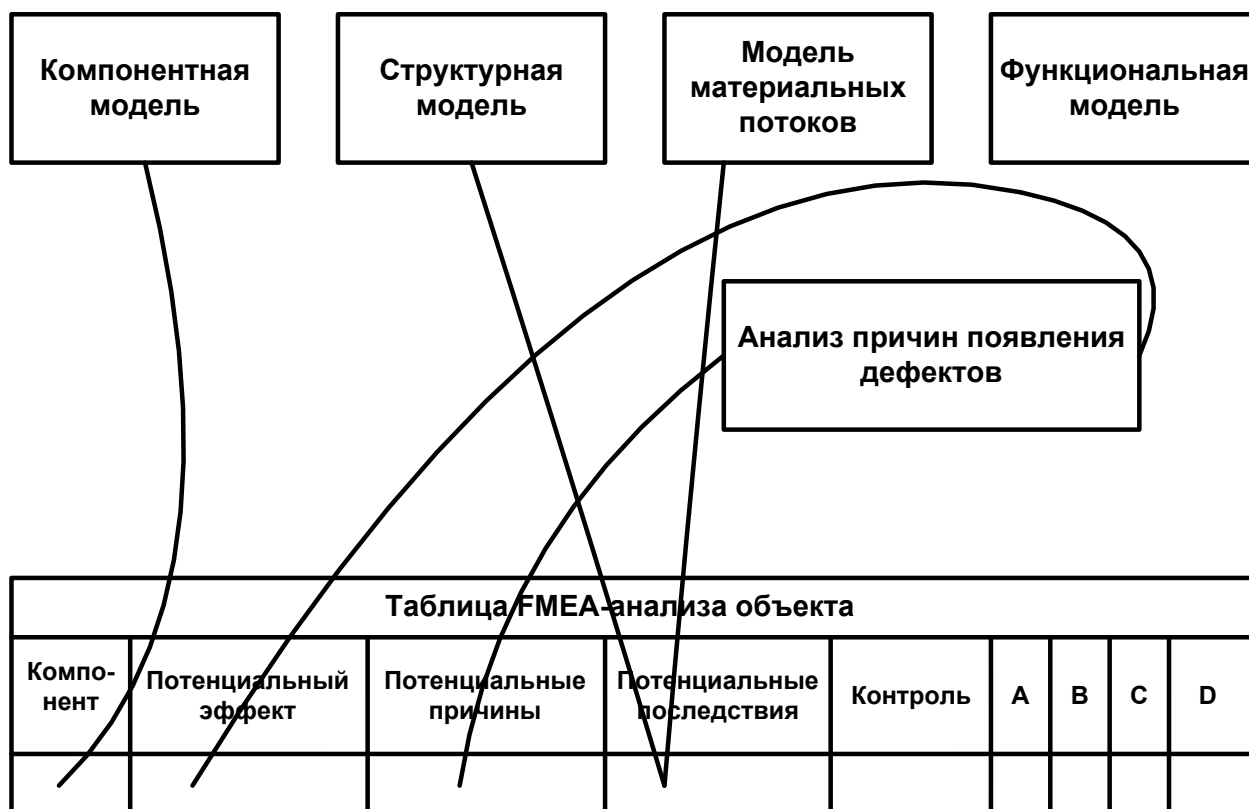 Компонентная
модель
Структурная
модель
Модель
материальных
потоков
Функциональная
модель
Анализ причин появления
дефектов
Таблица FMEA-анализа объекта
Компо-
нент
Потенциальный
эффект
Потенциальные
причины
Потенциальные
последствия
Контроль
A
B
C
D